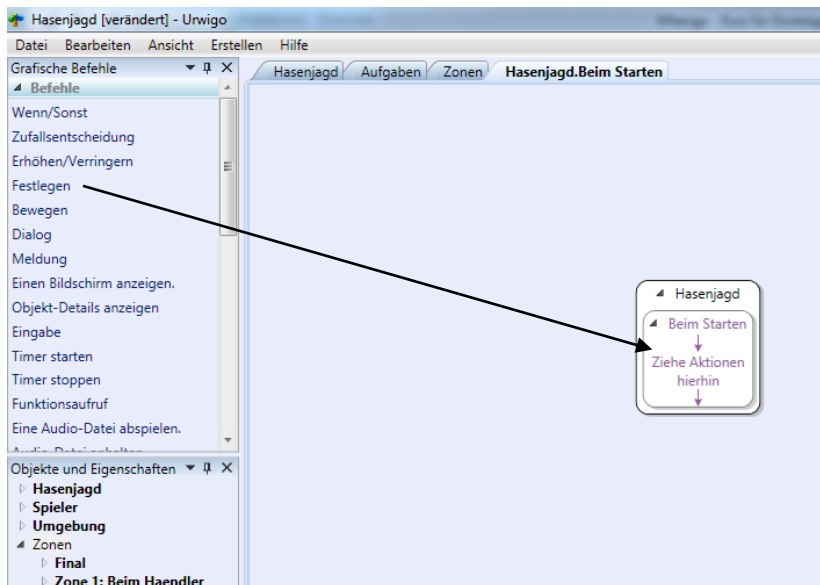 Hasenjagd [verändert] - Urwigo
Datei Bearbeiten Ansicht Erstellen Hilfe
Grafische Befehle
Befehle
Wenn/Sonst
Zufallsentscheidung
Erhöhen/Verringern
Festlegen
Bewegen
Dialog
Meldung
Einen Bildschirm anzeigen.
Objekt-Details anzeigen
Eingabe
Timer starten
Timer stoppen
Funktionsaufruf
Eine Audio-Datei abspielen.
Objekte und Eigenschaften
Hasenjagd
Spieler
Umgebung
Zonen
Final
Zone 1: Beim Haendler
Hasenjagd Aufgaben Zonen Hasenjagd.Beim Starten
Hasenjagd
Beim Starten
Ziehe Aktionen
hierhin